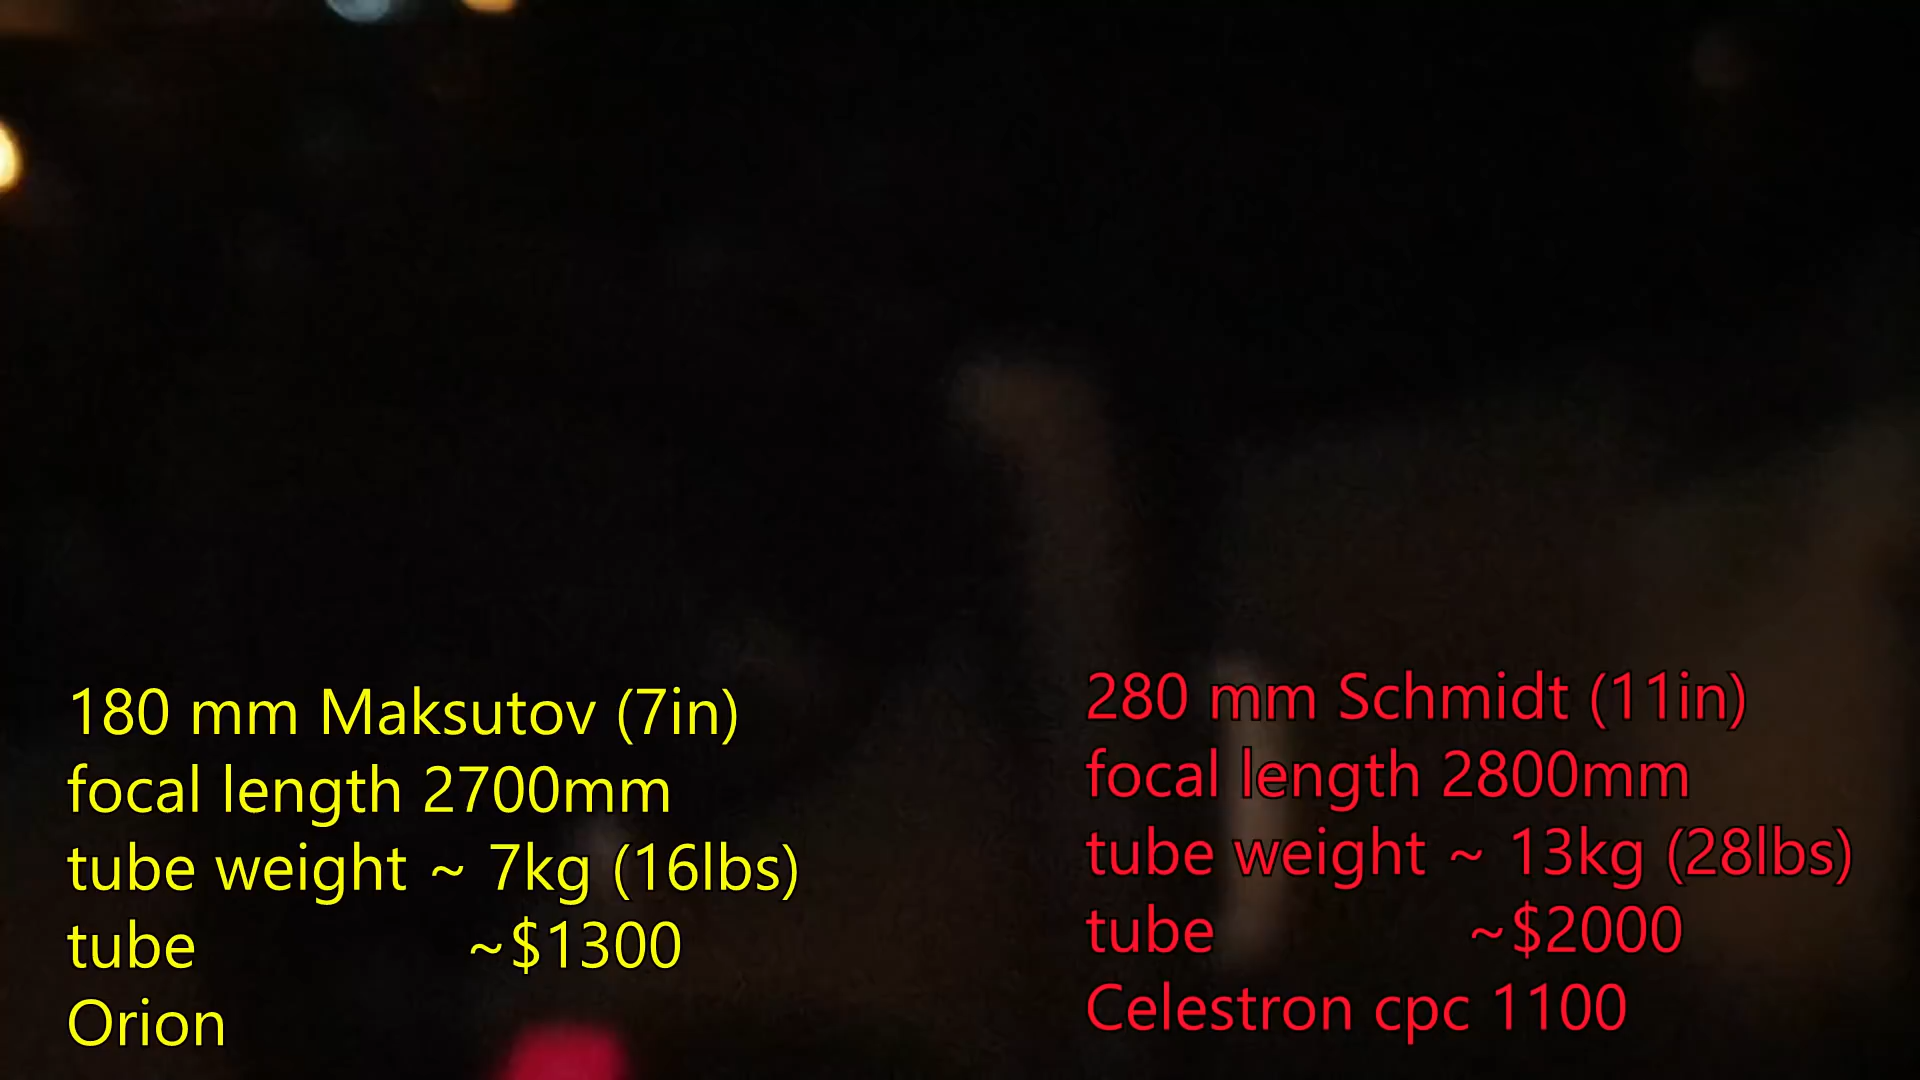 180 mm Maksutov (7in)
focal length 2700mm
tube weight ~ 7kg (16lbs)
tube ~$1300
Orion
280 mm Schmidt (11in)
focal length 2800mm
tube weight ~ 13kg (28lbs)
tube ~$2000
Celestron cpc 1100